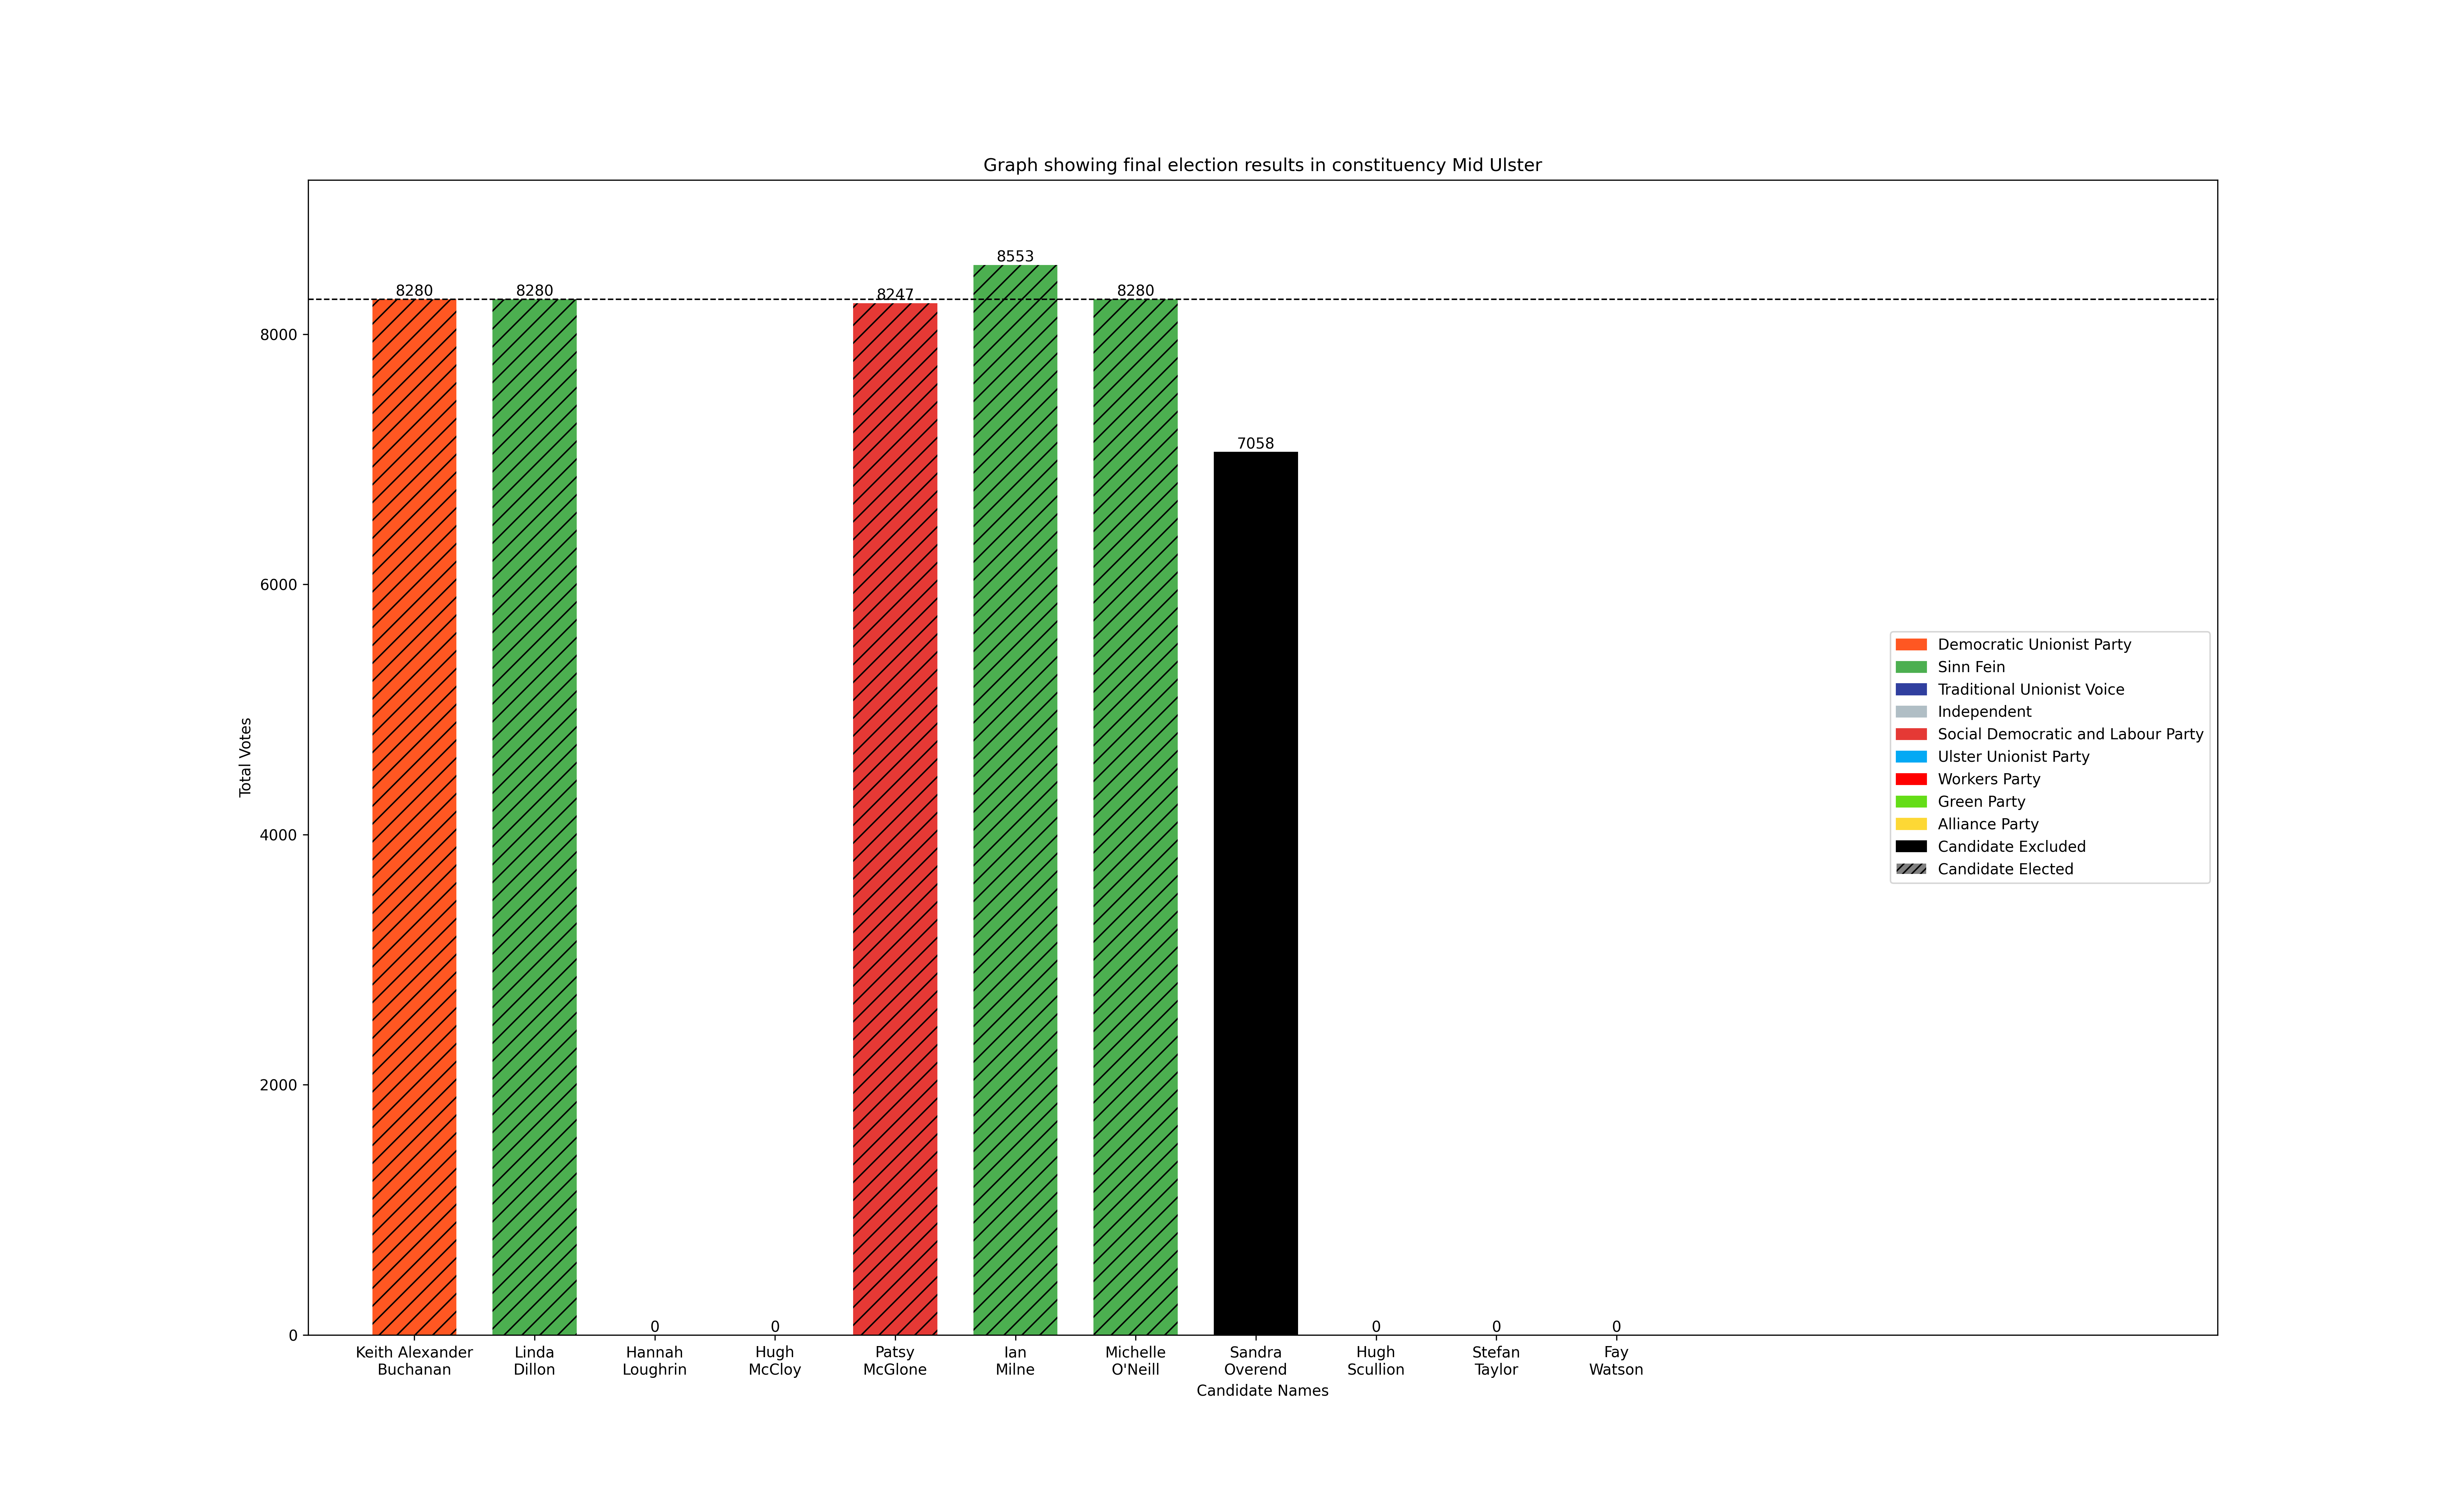 Graph showing final election results in constituency Mid Ulster
8553
8280
8280
8247
8280
8000
7058
6000
4000
2000
0
Total Votes
0
0
0
0
0
Democratic Unionist Party
Sinn Fein
Traditional Unionist Voice
Independent
Social Democratic and Labour Party
Ulster Unionist Party
Workers Party
Green Party
Alliance Party
Candidate Excluded
Candidate Elected
Keith Alexander
Buchanan
Linda
Dillon
Hannah
Loughrin
Hugh
McCloy
Patsy
McGlone
Ian
Milne
Michelle
O'Neill
Sandra
Overend
Hugh
Scullion
Stefan
Taylor
Fay
Watson
Candidate Names